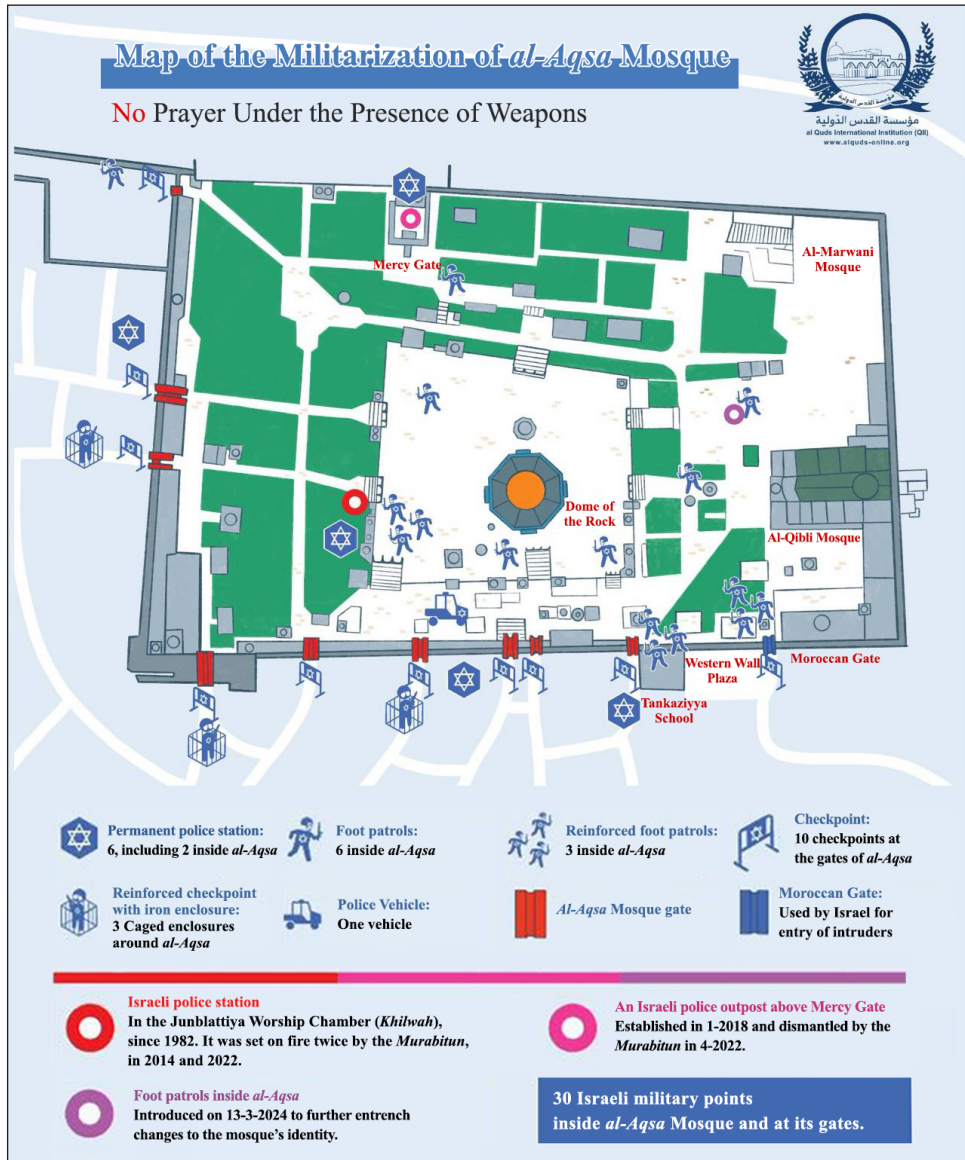 Map of the Militarization of al-Aqsa Mosque
No Prayer Under the Presence of Weapons
مؤسسة القدس الدولية
مؤسسة القدس الدّولية
al Quds International Institution (QII)
www.alquds-online.org
Mercy Gate
Al-Marwani
Mosque
Dome of
the Rock
Al-Qibli Mosque
Western Wall
Plaza
Moroccan Gate
Tankaziyya
School
Permanent police station:
6, including 2 inside al-Aqsa
Foot patrols:
6 inside al-Aqsa
Reinforced foot patrols:
3 inside al-Aqsa
Checkpoint:
10 checkpoints at
the gates of al-Aqsa
Reinforced checkpoint
with iron enclosure:
3 Caged enclosures
around al-Aqsa
Police Vehicle:
One vehicle
Al-Aqsa Mosque gate
Moroccan Gate:
Used by Israel for
entry of intruders
Israeli police station
In the Junblattiya Worship Chamber (Khilwah),
since 1982. It was set on fire twice by the Murabitun,
in 2014 and 2022.
An Israeli police outpost above Mercy Gate
Established in 1-2018 and dismantled by the
Murabitun in 4-2022.
Foot patrols inside al-Aqsa
Introduced on 13-3-2024 to further entrench
changes to the mosque's identity.
30 Israeli military points
inside al-Aqsa Mosque and at its gates.